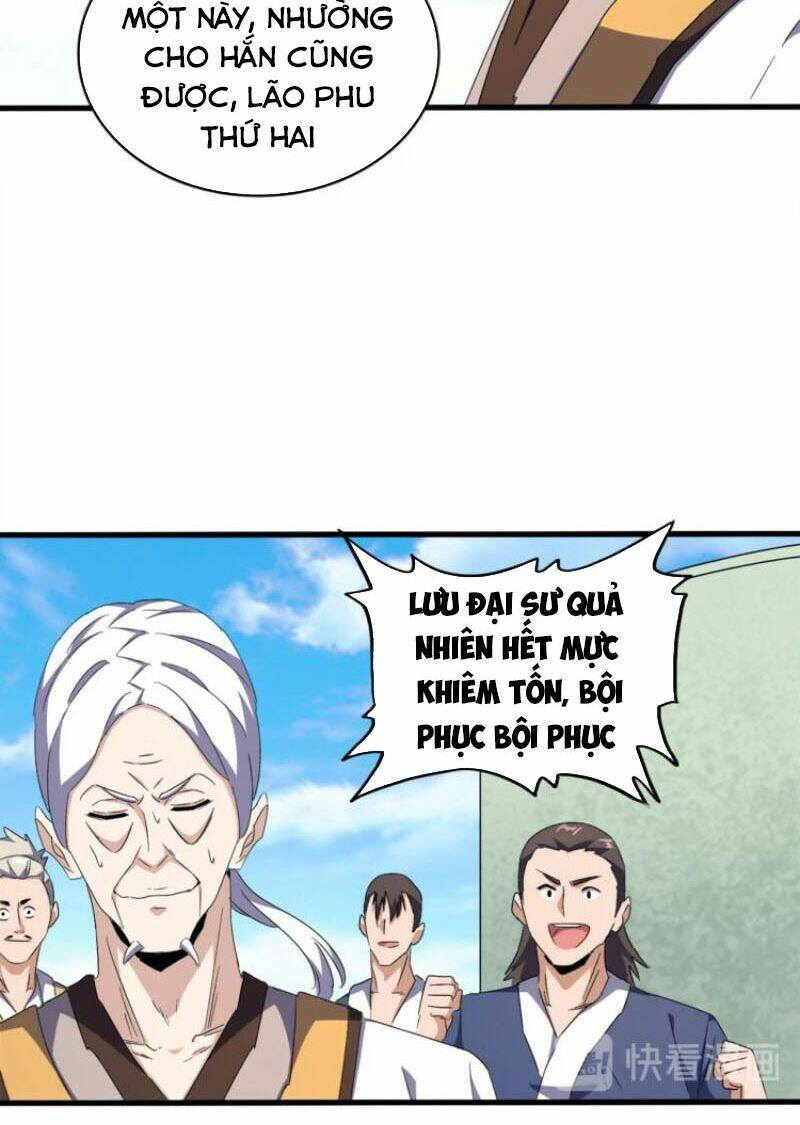 MỘT NÀY, NHƯỜNG
CHO HẮN CŨNG
ĐƯỢC, LÃO PHU
THỨ HAI
LƯU ĐẠI SƯ QUẢ
NHIÊN HẾT MỰC
KHIÊM TỐN, BỘI
PHỤC BỘI PHỤC
快看漫画